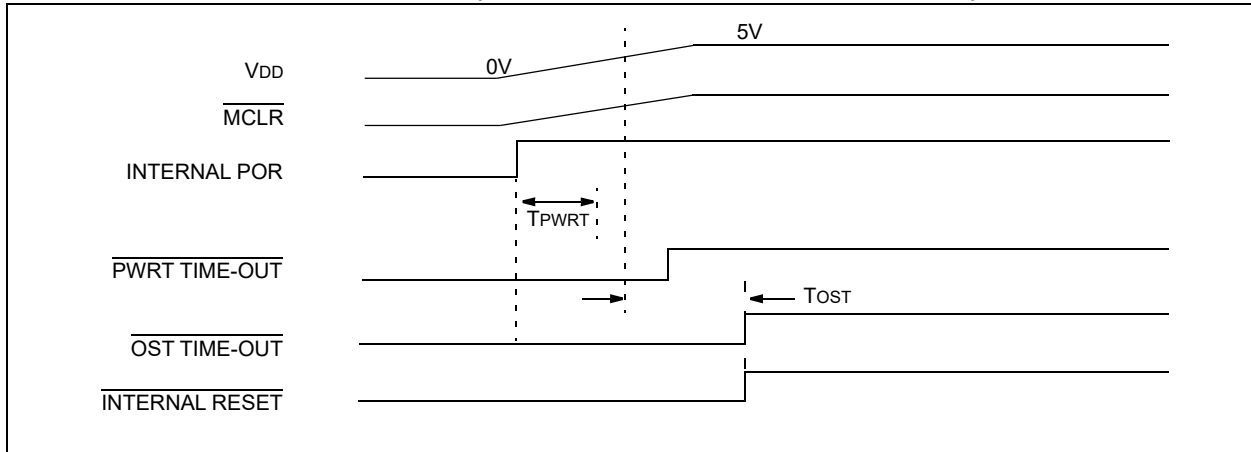 5V
VDD
0V
MCLR
INTERNAL POR
TPWRT
PWRT TIME-OUT
TOST
OST TIME-OUT
INTERNAL RESET